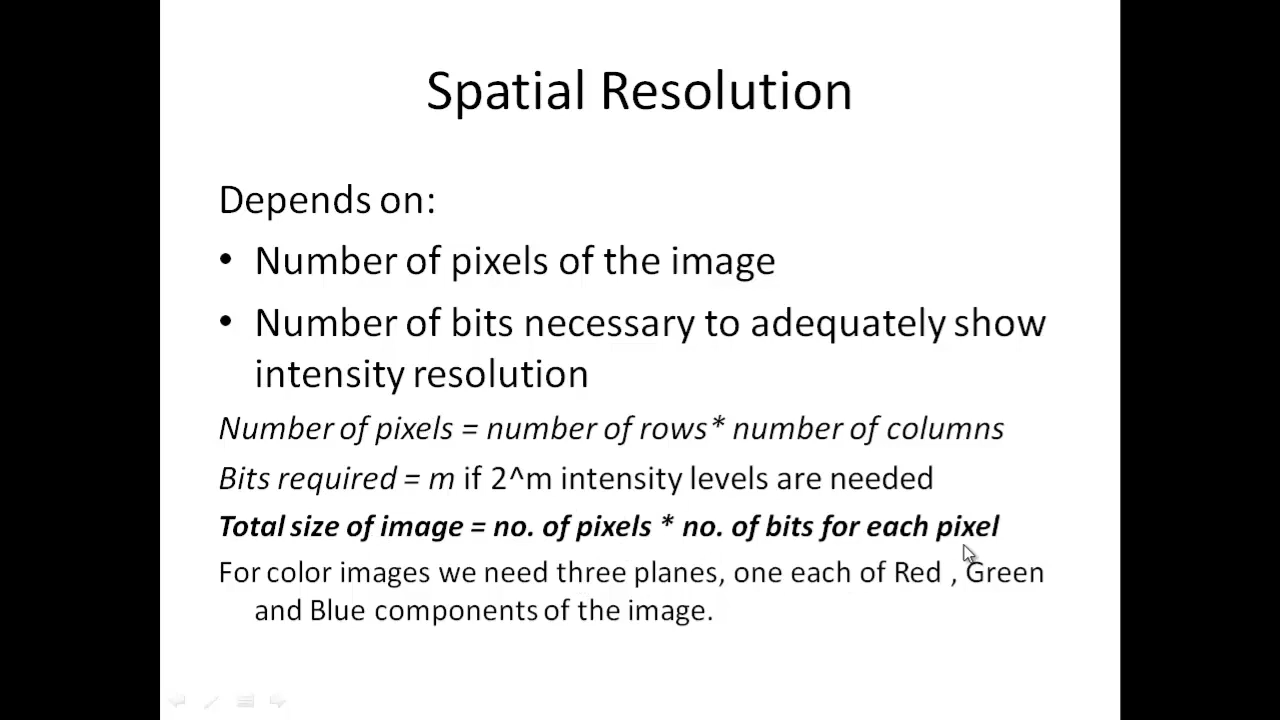 Spatial Resolution
Depends on:
• Number of pixels of the image
• Number of bits necessary to adequately show
intensity resolution
Number of pixels = number of rows* number of columns
Bits required = m if 2^m intensity levels are needed
Total size of image = no. of pixels * no. of bits for each pixel
For color images we need three planes, one each of Red , Green
and Blue components of the image.